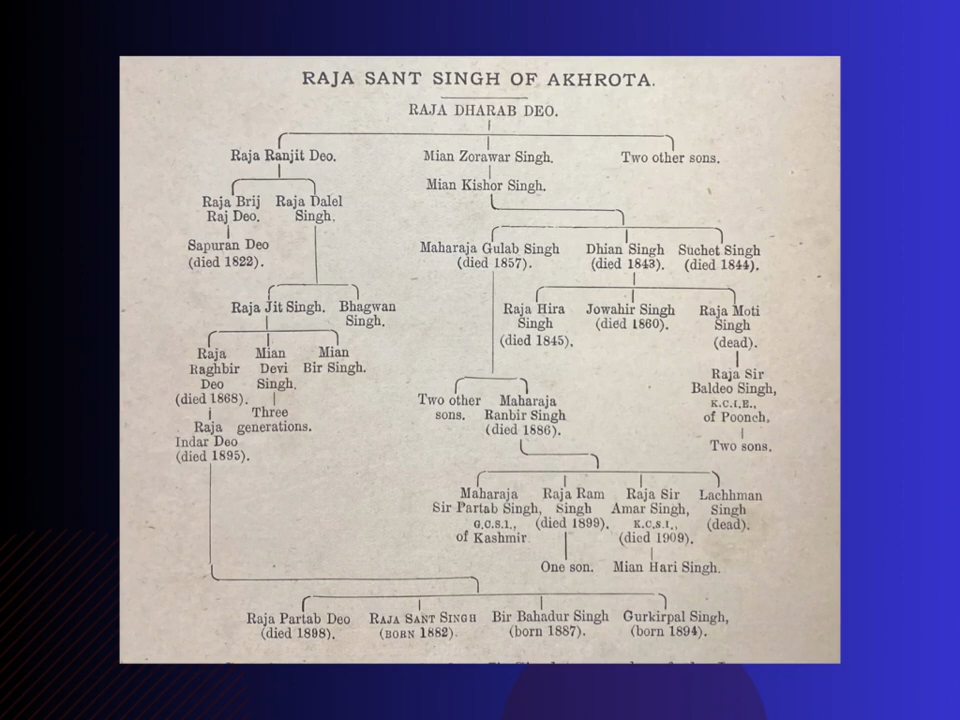 RAJA SANT SINGH OF AKHROTA.
RAJA DHARAB DEO.
Raja Ranjit Deo. Mian Zorawar Singh. Two other sons.
Mian Kishor Singh.
Raja Brij Raja Dalel
Raj Deo. Singh.
Sapuran Deo
(died 1822).
Maharaja Gulab Singh Dhian Singh Suchet Singh
(died 1857). (died 1843). (died 1844).
Raja Jit Singh. Bhagwan
Singh.
Raja Hira Jowahir Singh Raja Moti
Singh (died 1860). Singh
(died 1845). (dead).
Raja Mian Mian
Raghbir Devi Bir Singh.
Deo Singh.
(died 1868). Three
Raja generations.
Indar Deo
(died 1895).
Raja Sir
Baldeo Singh,
K.C.I.E.,
of Poonch.
Two sons.
Two other Maharaja
sons. Ranbir Singh
(died 1886).
Maharaja Raja Ram Raja Sir Lachhman
Sir Partab Singh, Singh Amar Singh, Singh
G.C.S.I., (died 1899). K.C.S.I., (dead).
of Kashmir (died 1909).
One son. Mian Hari Singh.
Raja Partab Deo RAJA SANT SINGH Bir Bahadur Singh Gurkirpal Singh,
(died 1898). (BORN 1882). (born 1887). (born 1894).